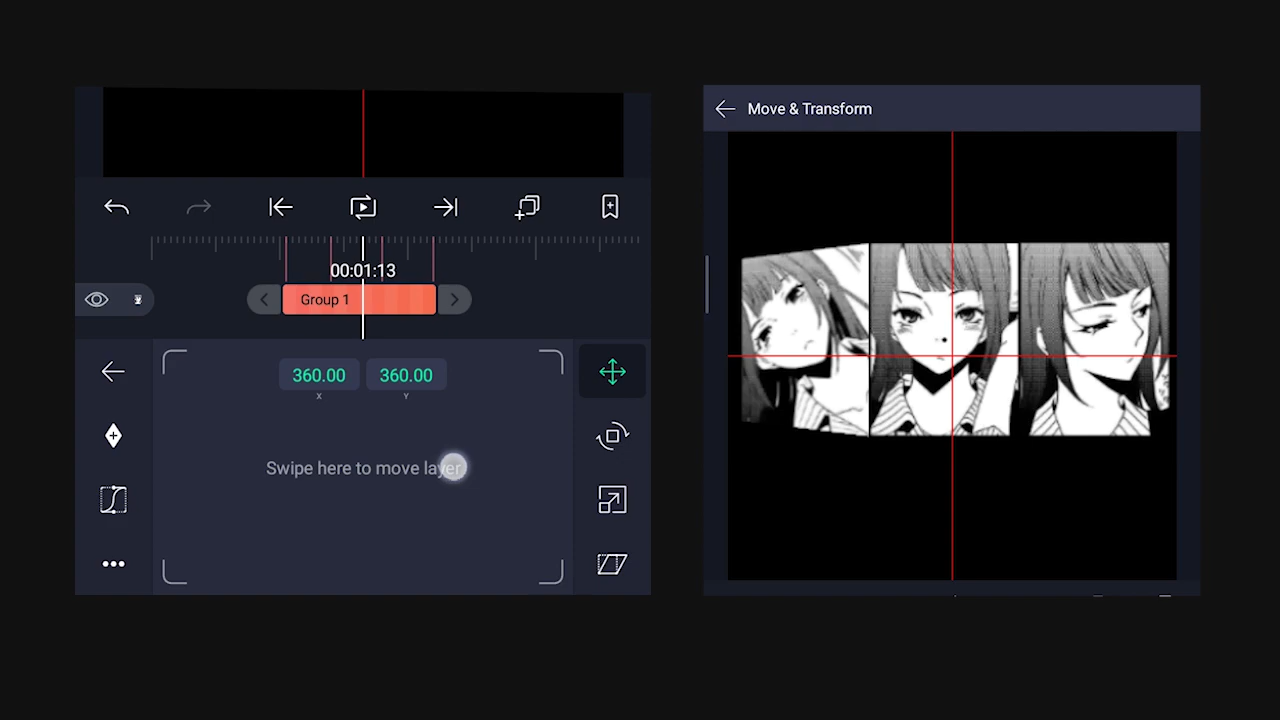 Move & Transform
00:01:13
Group 1
360.00 360.00
X Y
Swipe here to move layer